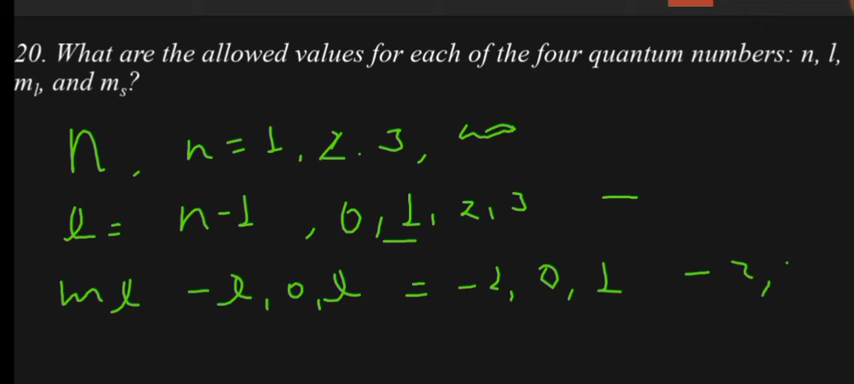 20. What are the allowed values for each of the four quantum numbers: n, l,
mₗ, and mₛ?
n, n = 1, 2. 3, ∞
l = n-1, 0, 1, 2, 3 —
ml -l, 0, l = -1, 0, 1 - 2,